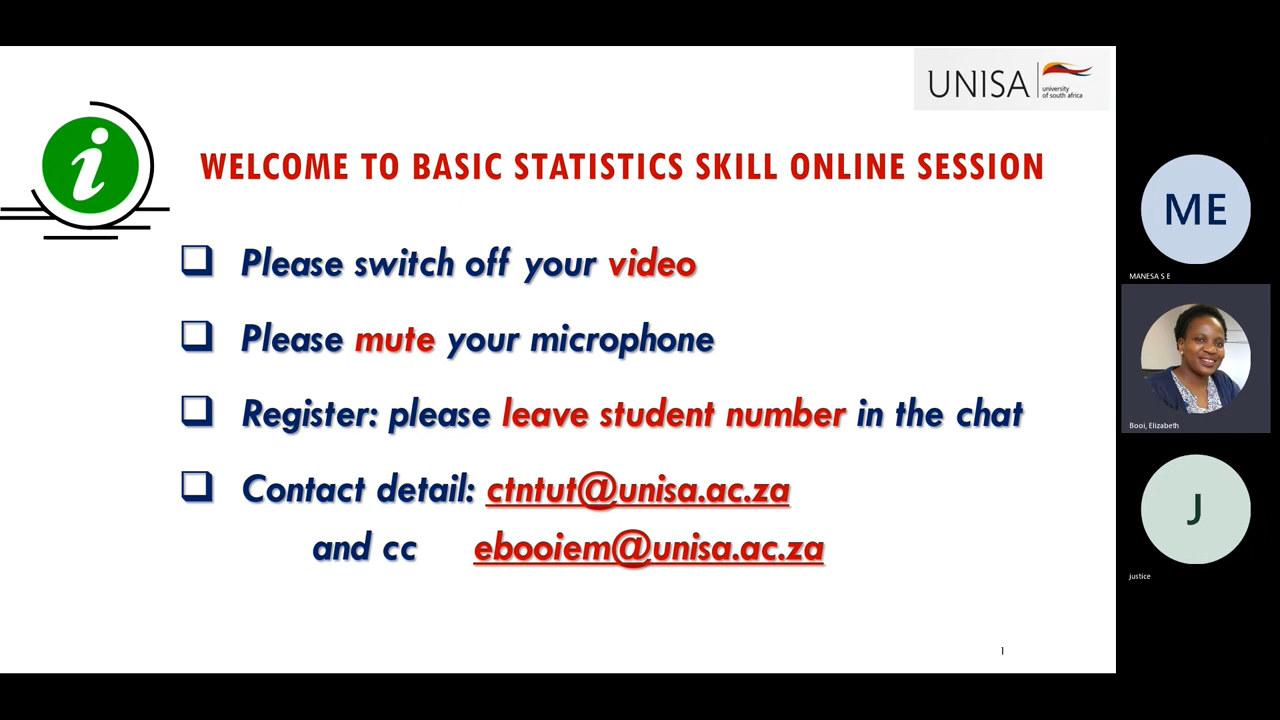 UNISA
university
of south africa
WELCOME TO BASIC STATISTICS SKILL ONLINE SESSION
Please switch off your video
Please mute your microphone
Register: please leave student number in the chat
Contact detail: ctntut@unisa.ac.za
and cc ebooiem@unisa.ac.za
1
ME
MANESA S E
Booi, Elizabeth
J
justice